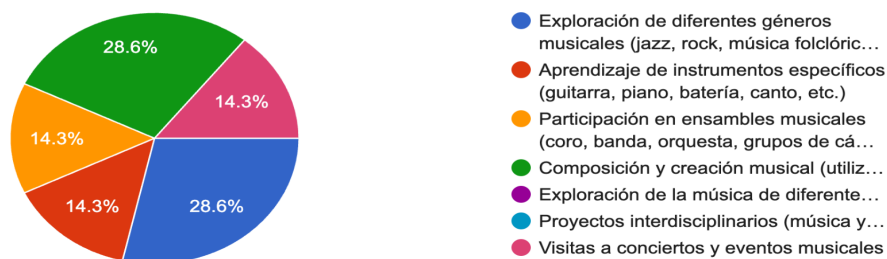 28.6%
14.3%
14.3%
14.3%
28.6%
Exploración de diferentes géneros
musicales (jazz, rock, música folclóric…
Aprendizaje de instrumentos específicos
(guitarra, piano, batería, canto, etc.)
Participación en ensambles musicales
(coro, banda, orquesta, grupos de cá…
Composición y creación musical (utiliz…
Exploración de la música de diferente…
Proyectos interdisciplinarios (música y…
Visitas a conciertos y eventos musicales